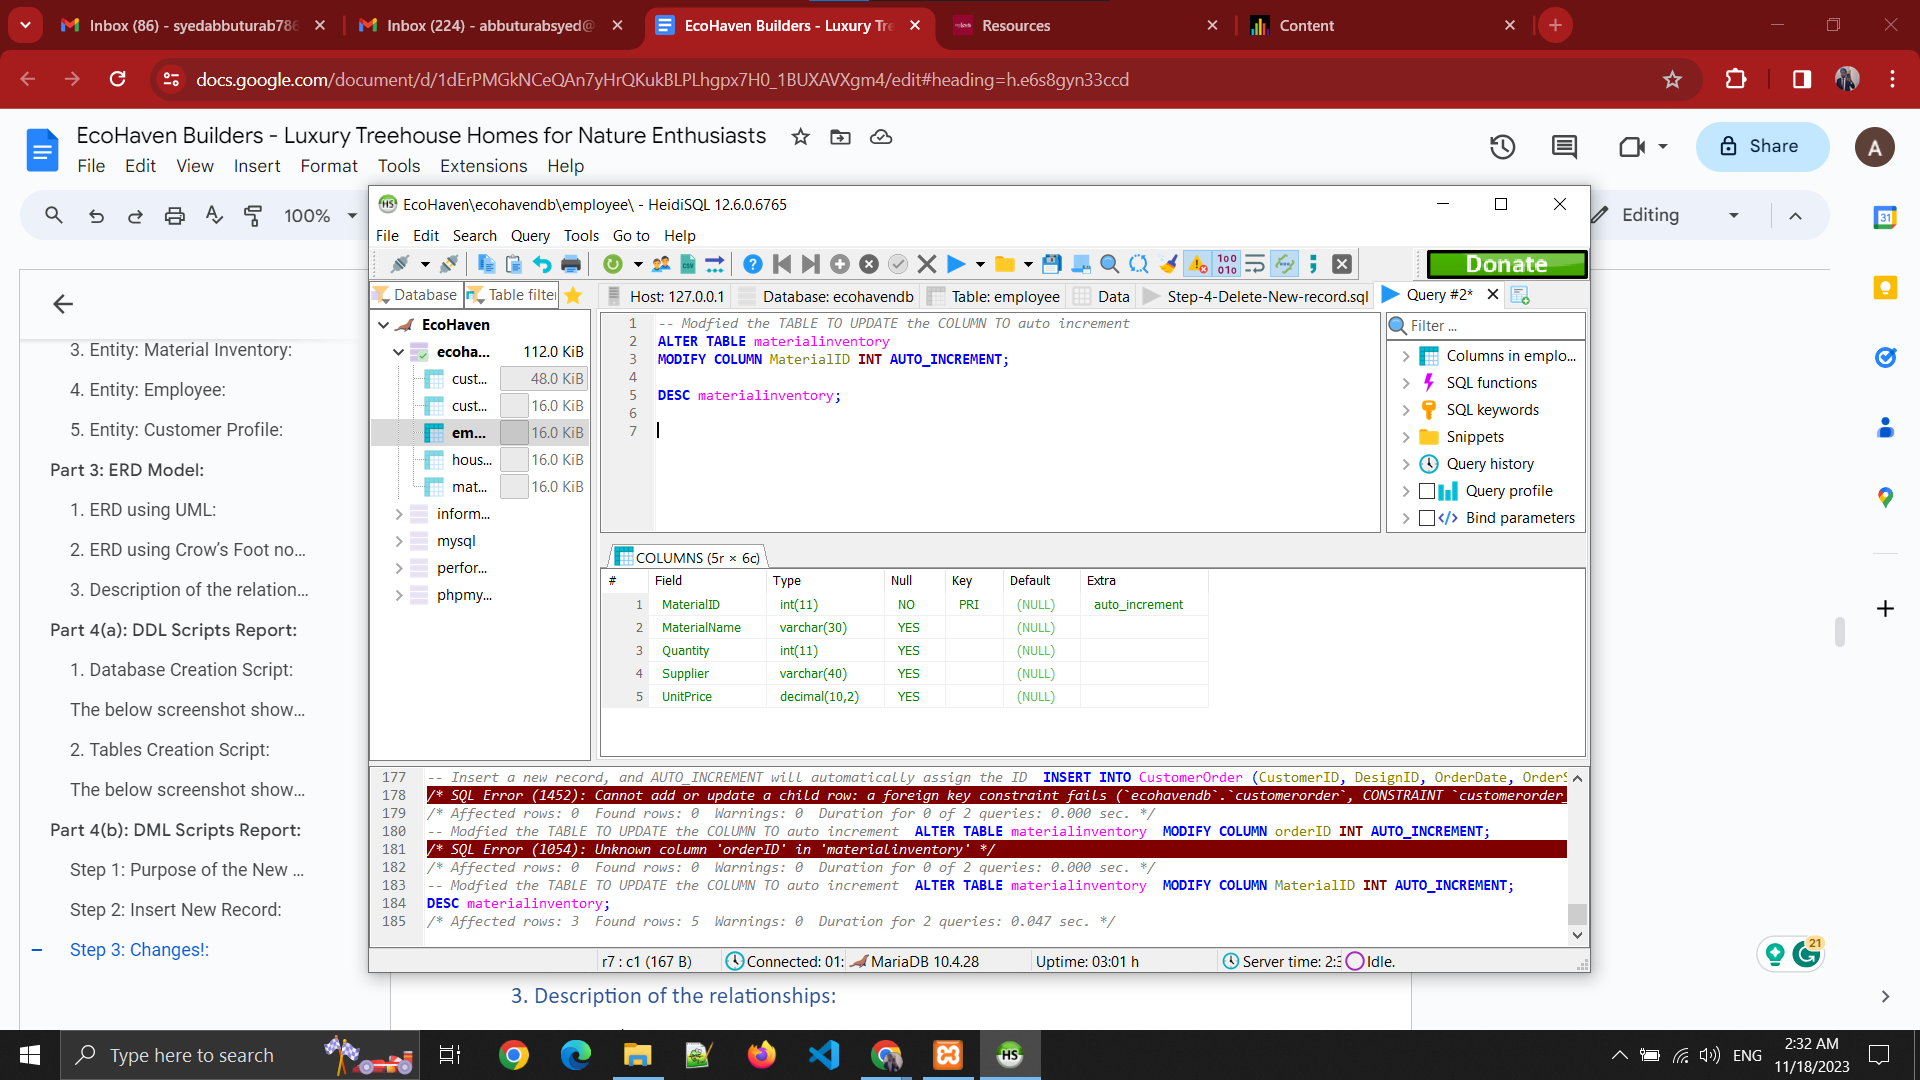 Inbox (86) - syedabbuturab786
Inbox (224) - abbuturabsyed@
EcoHaven Builders - Luxury Tre
Resources
Content
docs.google.com/document/d/1dErPMGkNCeQAn7yHrQKukBLPLhgpx7H0_1BUXAVXgm4/edit#heading=h.e6s8gyn33ccd
EcoHaven Builders - Luxury Treehouse Homes for Nature Enthusiasts
File Edit View Insert Format Tools Extensions Help
Share
A
100%
Editing
31
3. Entity: Material Inventory:
4. Entity: Employee:
5. Entity: Customer Profile:
Part 3: ERD Model:
1. ERD using UML:
2. ERD using Crow's Foot no...
3. Description of the relation...
Part 4(a): DDL Scripts Report:
1. Database Creation Script:
The below screenshot show...
2. Tables Creation Script:
The below screenshot show...
Part 4(b): DML Scripts Report:
Step 1: Purpose of the New ...
Step 2: Insert New Record:
Step 3: Changes!:
HS EcoHaven\ecohavendb\employee\ - HeidiSQL 12.6.0.6765
File Edit Search Query Tools Go to Help
Donate
Database Table filter
Host: 127.0.0.1 Database: ecohavendb Table: employee Data Step-4-Delete-New-record.sql Query #2*
EcoHaven
ecoha... 112.0 KiB
cust... 48.0 KiB
cust... 16.0 KiB
em... 16.0 KiB
hous... 16.0 KiB
mat... 16.0 KiB
inform...
mysql
perfor...
phpmy...
1 -- Modfied the TABLE TO UPDATE the COLUMN TO auto increment
2 ALTER TABLE materialinventory
3 MODIFY COLUMN MaterialID INT AUTO_INCREMENT;
4
5 DESC materialinventory;
6
7
Filter ...
Columns in emplo...
SQL functions
SQL keywords
Snippets
Query history
Query profile
Bind parameters
COLUMNS (5r × 6c)
# Field Type Null Key Default Extra
1 MaterialID int(11) NO PRI (NULL) auto_increment
2 MaterialName varchar(30) YES (NULL)
3 Quantity int(11) YES (NULL)
4 Supplier varchar(40) YES (NULL)
5 UnitPrice decimal(10,2) YES (NULL)
177 -- Insert a new record, and AUTO_INCREMENT will automatically assign the ID INSERT INTO CustomerOrder (CustomerID, DesignID, OrderDate, OrderS
178 /* SQL Error (1452): Cannot add or update a child row: a foreign key constraint fails (`ecohavendb`.`customerorder`, CONSTRAINT `customerorder_
179 /* Affected rows: 0 Found rows: 0 Warnings: 0 Duration for 0 of 2 queries: 0.000 sec. */
180 -- Modfied the TABLE TO UPDATE the COLUMN TO auto increment ALTER TABLE materialinventory MODIFY COLUMN orderID INT AUTO_INCREMENT;
181 /* SQL Error (1054): Unknown column 'orderID' in 'materialinventory' */
182 /* Affected rows: 0 Found rows: 0 Warnings: 0 Duration for 0 of 2 queries: 0.000 sec. */
183 -- Modfied the TABLE TO UPDATE the COLUMN TO auto increment ALTER TABLE materialinventory MODIFY COLUMN MaterialID INT AUTO_INCREMENT;
184 DESC materialinventory;
185 /* Affected rows: 3 Found rows: 5 Warnings: 0 Duration for 2 queries: 0.047 sec. */
r7 : c1 (167 B) Connected: 01: MariaDB 10.4.28 Uptime: 03:01 h Server time: 2:3 Idle.
3. Description of the relationships:
21
Type here to search
HS
ENG
2:32 AM
11/18/2023